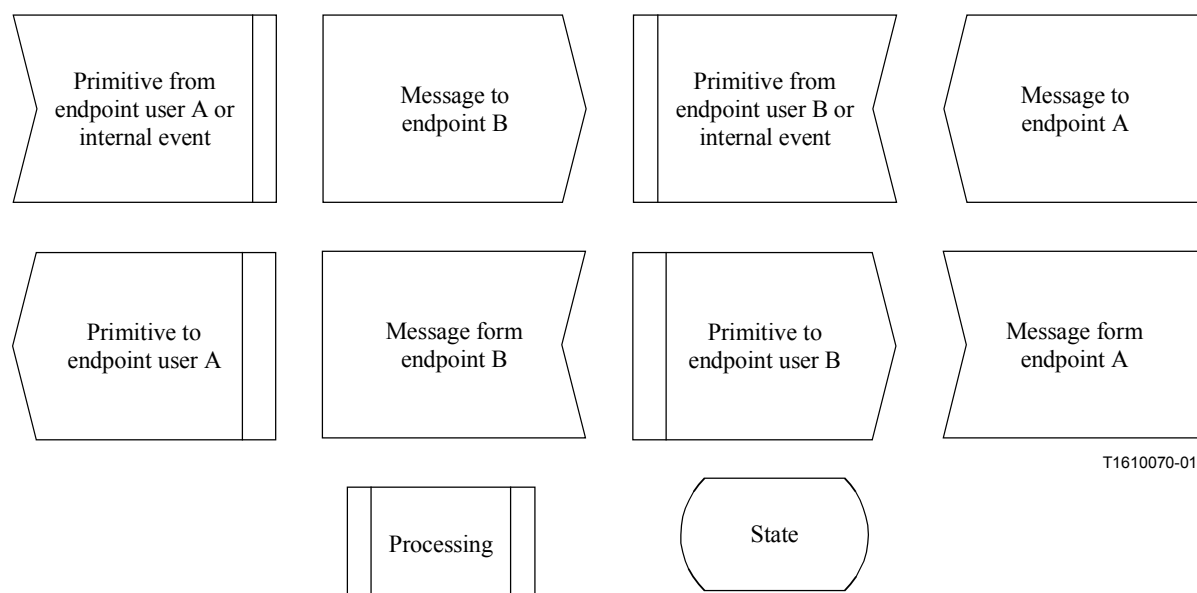 Primitive from
endpoint user A or
internal event
Message to
endpoint B
Primitive from
endpoint user B or
internal event
Message to
endpoint A
Primitive to
endpoint user A
Message form
endpoint B
Primitive to
endpoint user B
Message form
endpoint A
T1610070-01
Processing
State